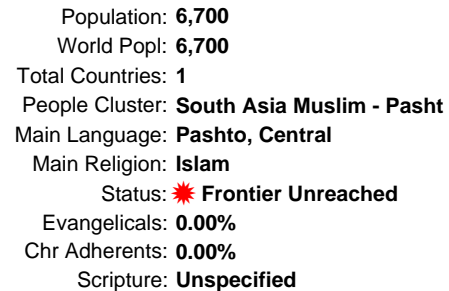 Population: 6,700
World Popl: 6,700
Total Countries: 1
People Cluster: South Asia Muslim - Pasht
Main Language: Pashto, Central
Main Religion: Islam
Status: Frontier Unreached
Evangelicals: 0.00%
Chr Adherents: 0.00%
Scripture: Unspecified